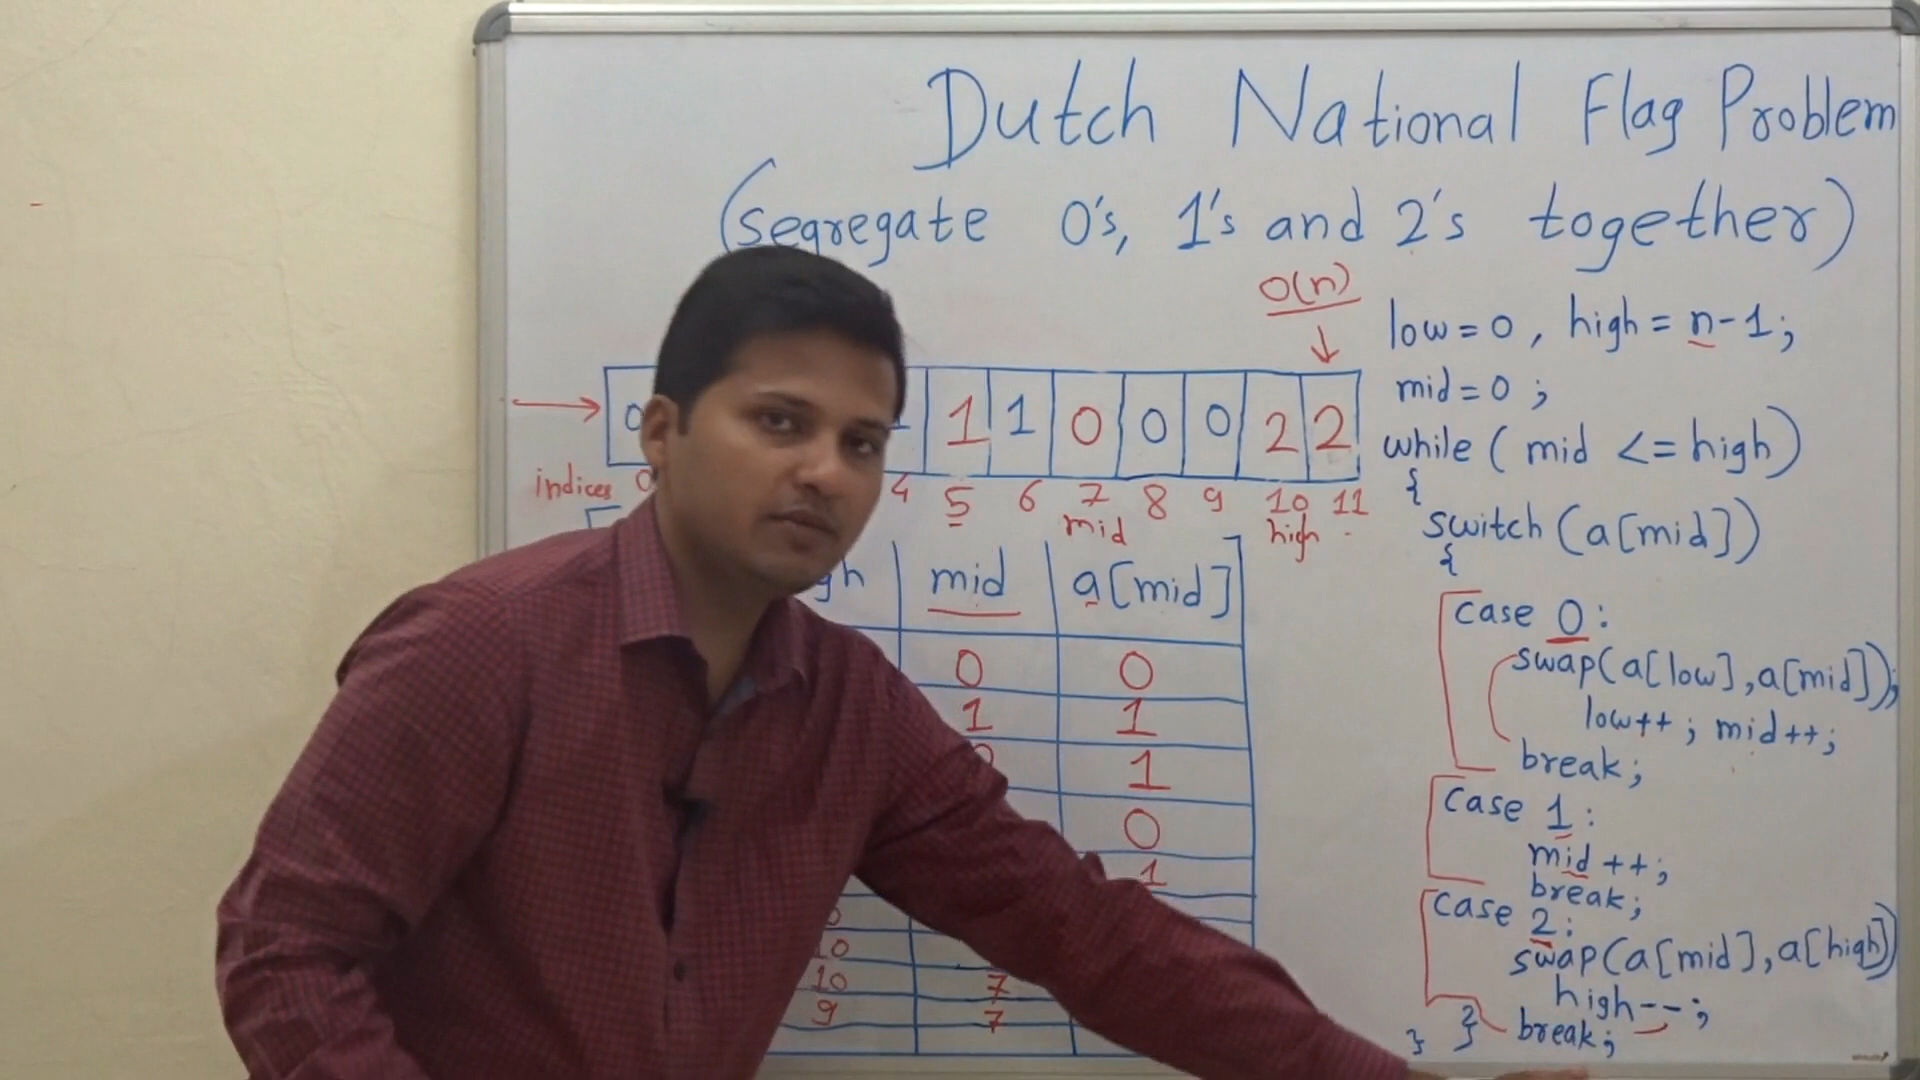 Dutch National Flag Problem
(segregate 0's, 1's and 2's together)
O(n)
low = 0 , high = n-1;
mid = 0 ;
0 1 1 0 0 0 2 2
while ( mid <= high)
{
indices 0 4 5 6 7 8 9 10 11
mid high
switch (a[mid])
{
mid a[mid]
0 0
1 1
1
0
1
10
10 7
9 7
case 0:
swap(a[low],a[mid]);
low++ ; mid++;
break;
case 1:
mid ++;
break;
case 2:
swap(a[mid],a[high])
high--;
} } break;